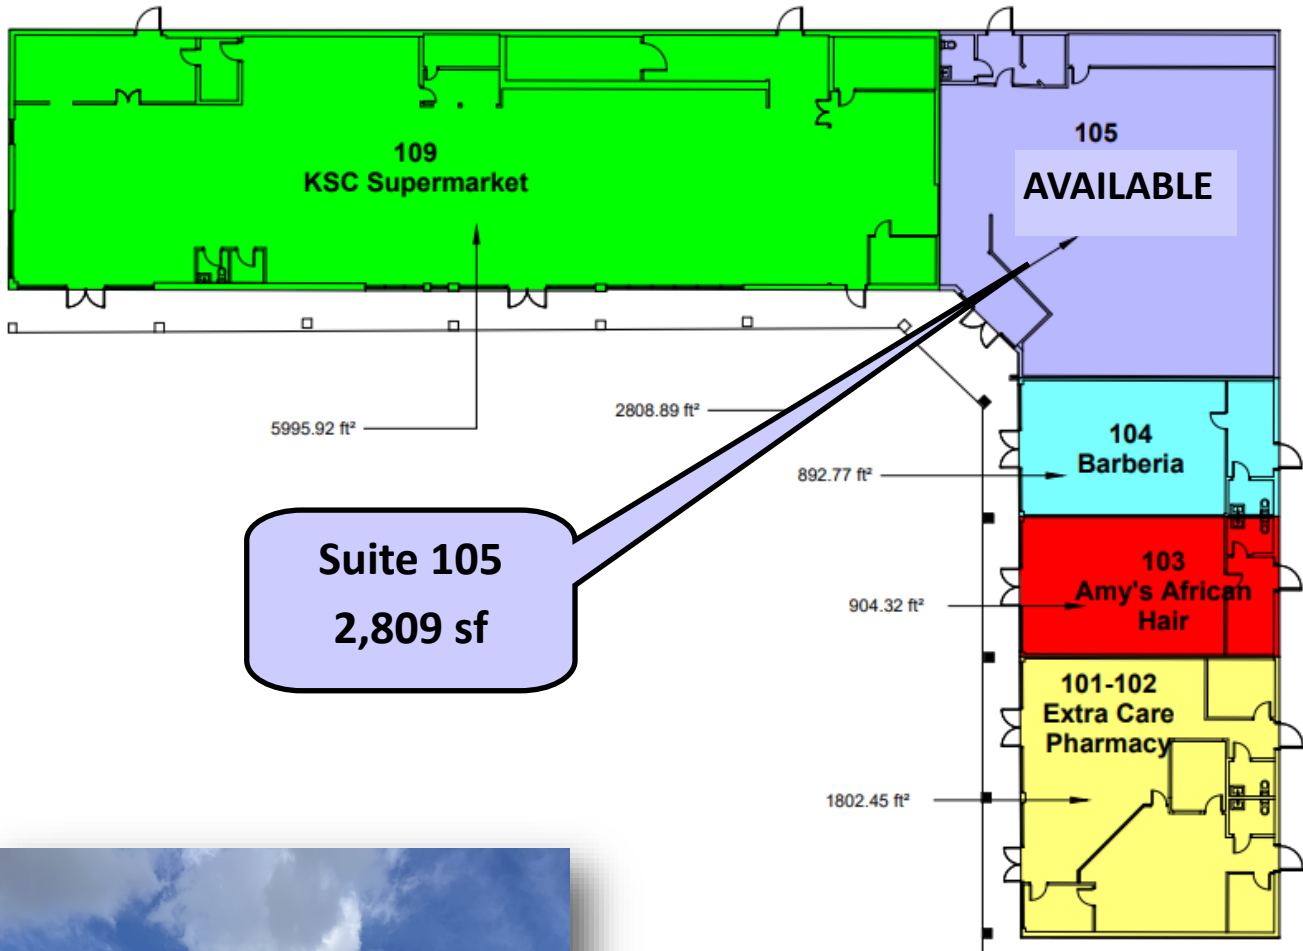 109
KSC Supermarket
105
AVAILABLE
5995.92 ft²
2808.89 ft²
892.77 ft²
104
Barberia
Suite 105
2,809 sf
904.32 ft²
103
Amy's African
Hair
101-102
Extra Care
Pharmacy
1802.45 ft²